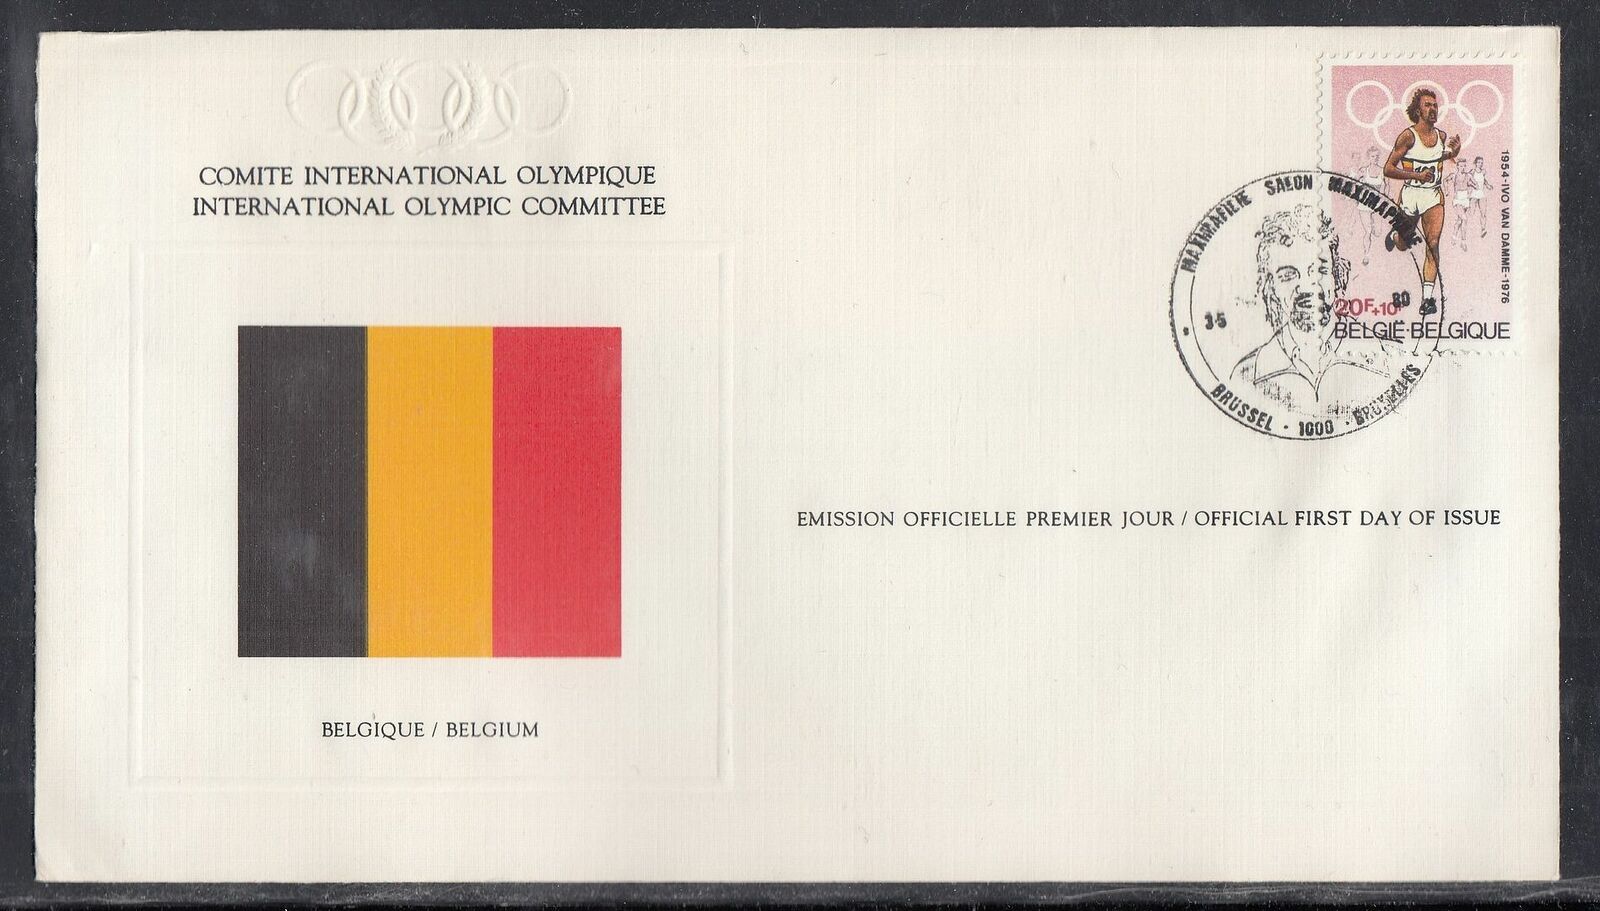 COMITE INTERNATIONAL OLYMPIQUE
INTERNATIONAL OLYMPIC COMMITTEE
BELGIQUE / BELGIUM
1954-IVO VAN DAMME-1976
20F+10F
BELGIË-BELGIQUE
MAXIMAFILIE SALON MAXIMAPHILIE
3-5 80
BRUSSEL · 1000 · BRUXELLES
EMISSION OFFICIELLE PREMIER JOUR / OFFICIAL FIRST DAY OF ISSUE